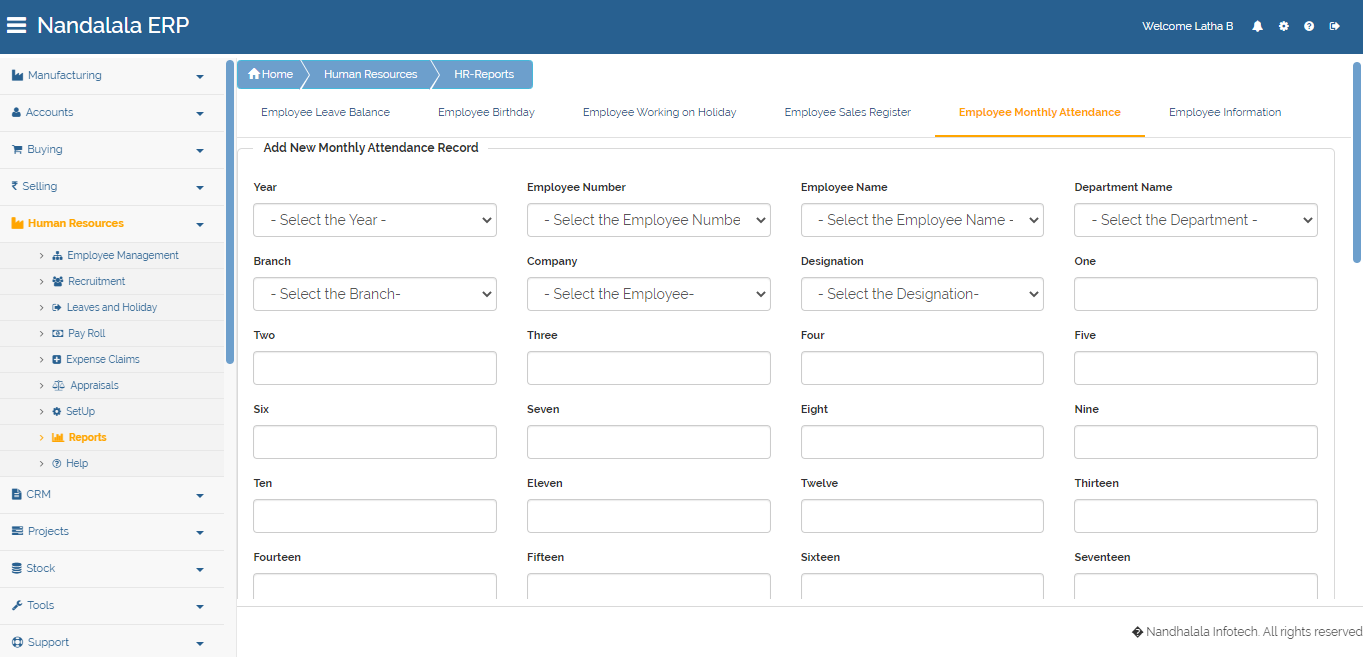 Nandalala ERP
Welcome Latha B
Manufacturing
Accounts
Buying
₹ Selling
Human Resources
Employee Management
Recruitment
Leaves and Holiday
Pay Roll
Expense Claims
Appraisals
SetUp
Reports
Help
CRM
Projects
Stock
Tools
Support
Home Human Resources HR-Reports
Employee Leave Balance Employee Birthday Employee Working on Holiday Employee Sales Register Employee Monthly Attendance Employee Information
Add New Monthly Attendance Record
Year Employee Number Employee Name Department Name
- Select the Year - - Select the Employee Numbe - Select the Employee Name - - Select the Department -
Branch Company Designation One
- Select the Branch- - Select the Employee- - Select the Designation-
Two Three Four Five
Six Seven Eight Nine
Ten Eleven Twelve Thirteen
Fourteen Fifteen Sixteen Seventeen
� Nandhalala Infotech. All rights reserved